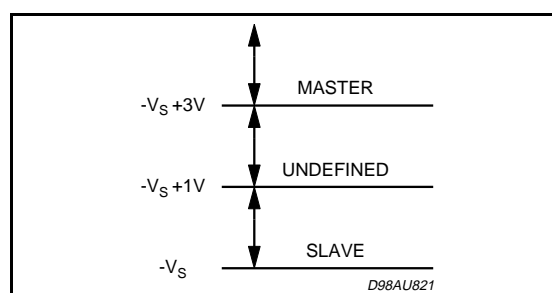 MASTER
-VS +3V
UNDEFINED
-VS +1V
SLAVE
-VS
D98AU821